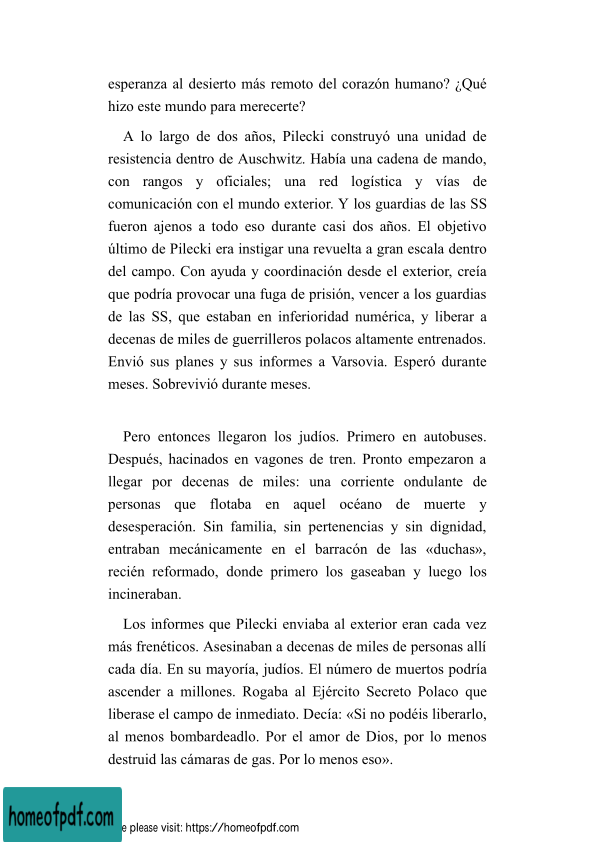 esperanza al desierto más remoto del corazón humano? ¿Qué
hizo este mundo para merecerte?
A lo largo de dos años, Pilecki construyó una unidad de
resistencia dentro de Auschwitz. Había una cadena de mando,
con rangos y oficiales; una red logística y vías de
comunicación con el mundo exterior. Y los guardias de las SS
fueron ajenos a todo eso durante casi dos años. El objetivo
último de Pilecki era instigar una revuelta a gran escala dentro
del campo. Con ayuda y coordinación desde el exterior, creía
que podría provocar una fuga de prisión, vencer a los guardias
de las SS, que estaban en inferioridad numérica, y liberar a
decenas de miles de guerrilleros polacos altamente entrenados.
Envió sus planes y sus informes a Varsovia. Esperó durante
meses. Sobrevivió durante meses.
Pero entonces llegaron los judíos. Primero en autobuses.
Después, hacinados en vagones de tren. Pronto empezaron a
llegar por decenas de miles: una corriente ondulante de
personas que flotaba en aquel océano de muerte y
desesperación. Sin familia, sin pertenencias y sin dignidad,
entraban mecánicamente en el barracón de las «duchas»,
recién reformado, donde primero los gaseaban y luego los
incineraban.
Los informes que Pilecki enviaba al exterior eran cada vez
más frenéticos. Asesinaban a decenas de miles de personas allí
cada día. En su mayoría, judíos. El número de muertos podría
ascender a millones. Rogaba al Ejército Secreto Polaco que
liberase el campo de inmediato. Decía: «Si no podéis liberarlo,
al menos bombardeadlo. Por el amor de Dios, por lo menos
destruid las cámaras de gas. Por lo menos eso».
homeofpdf.com
please visit: https://homeofpdf.com